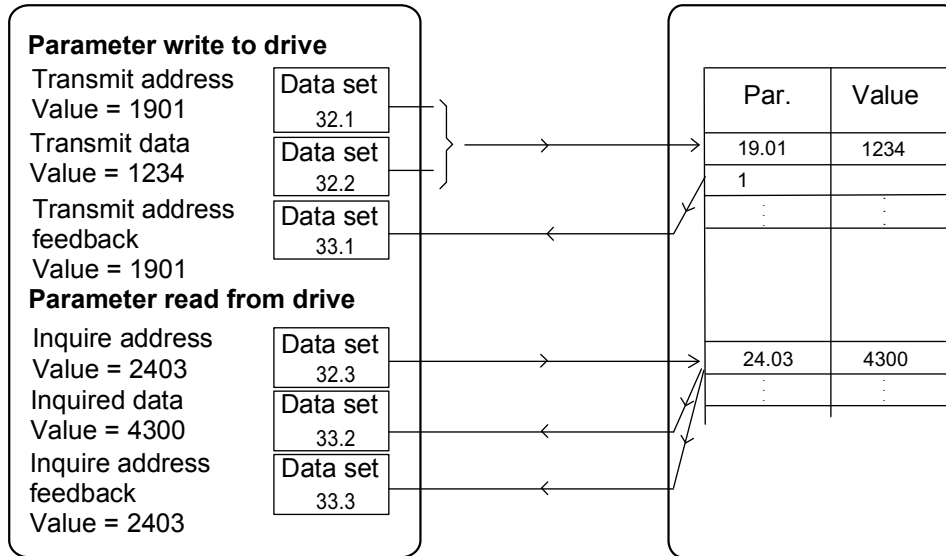 Parameter write to drive
Transmit address
Value = 1901
Data set
32.1
Transmit data
Value = 1234
Data set
32.2
Transmit address
feedback
Value = 1901
Data set
33.1
Parameter read from drive
Inquire address
Value = 2403
Data set
32.3
Inquired data
Value = 4300
Data set
33.2
Inquire address
feedback
Value = 2403
Data set
33.3
Par. Value
19.01 1234
1
24.03 4300